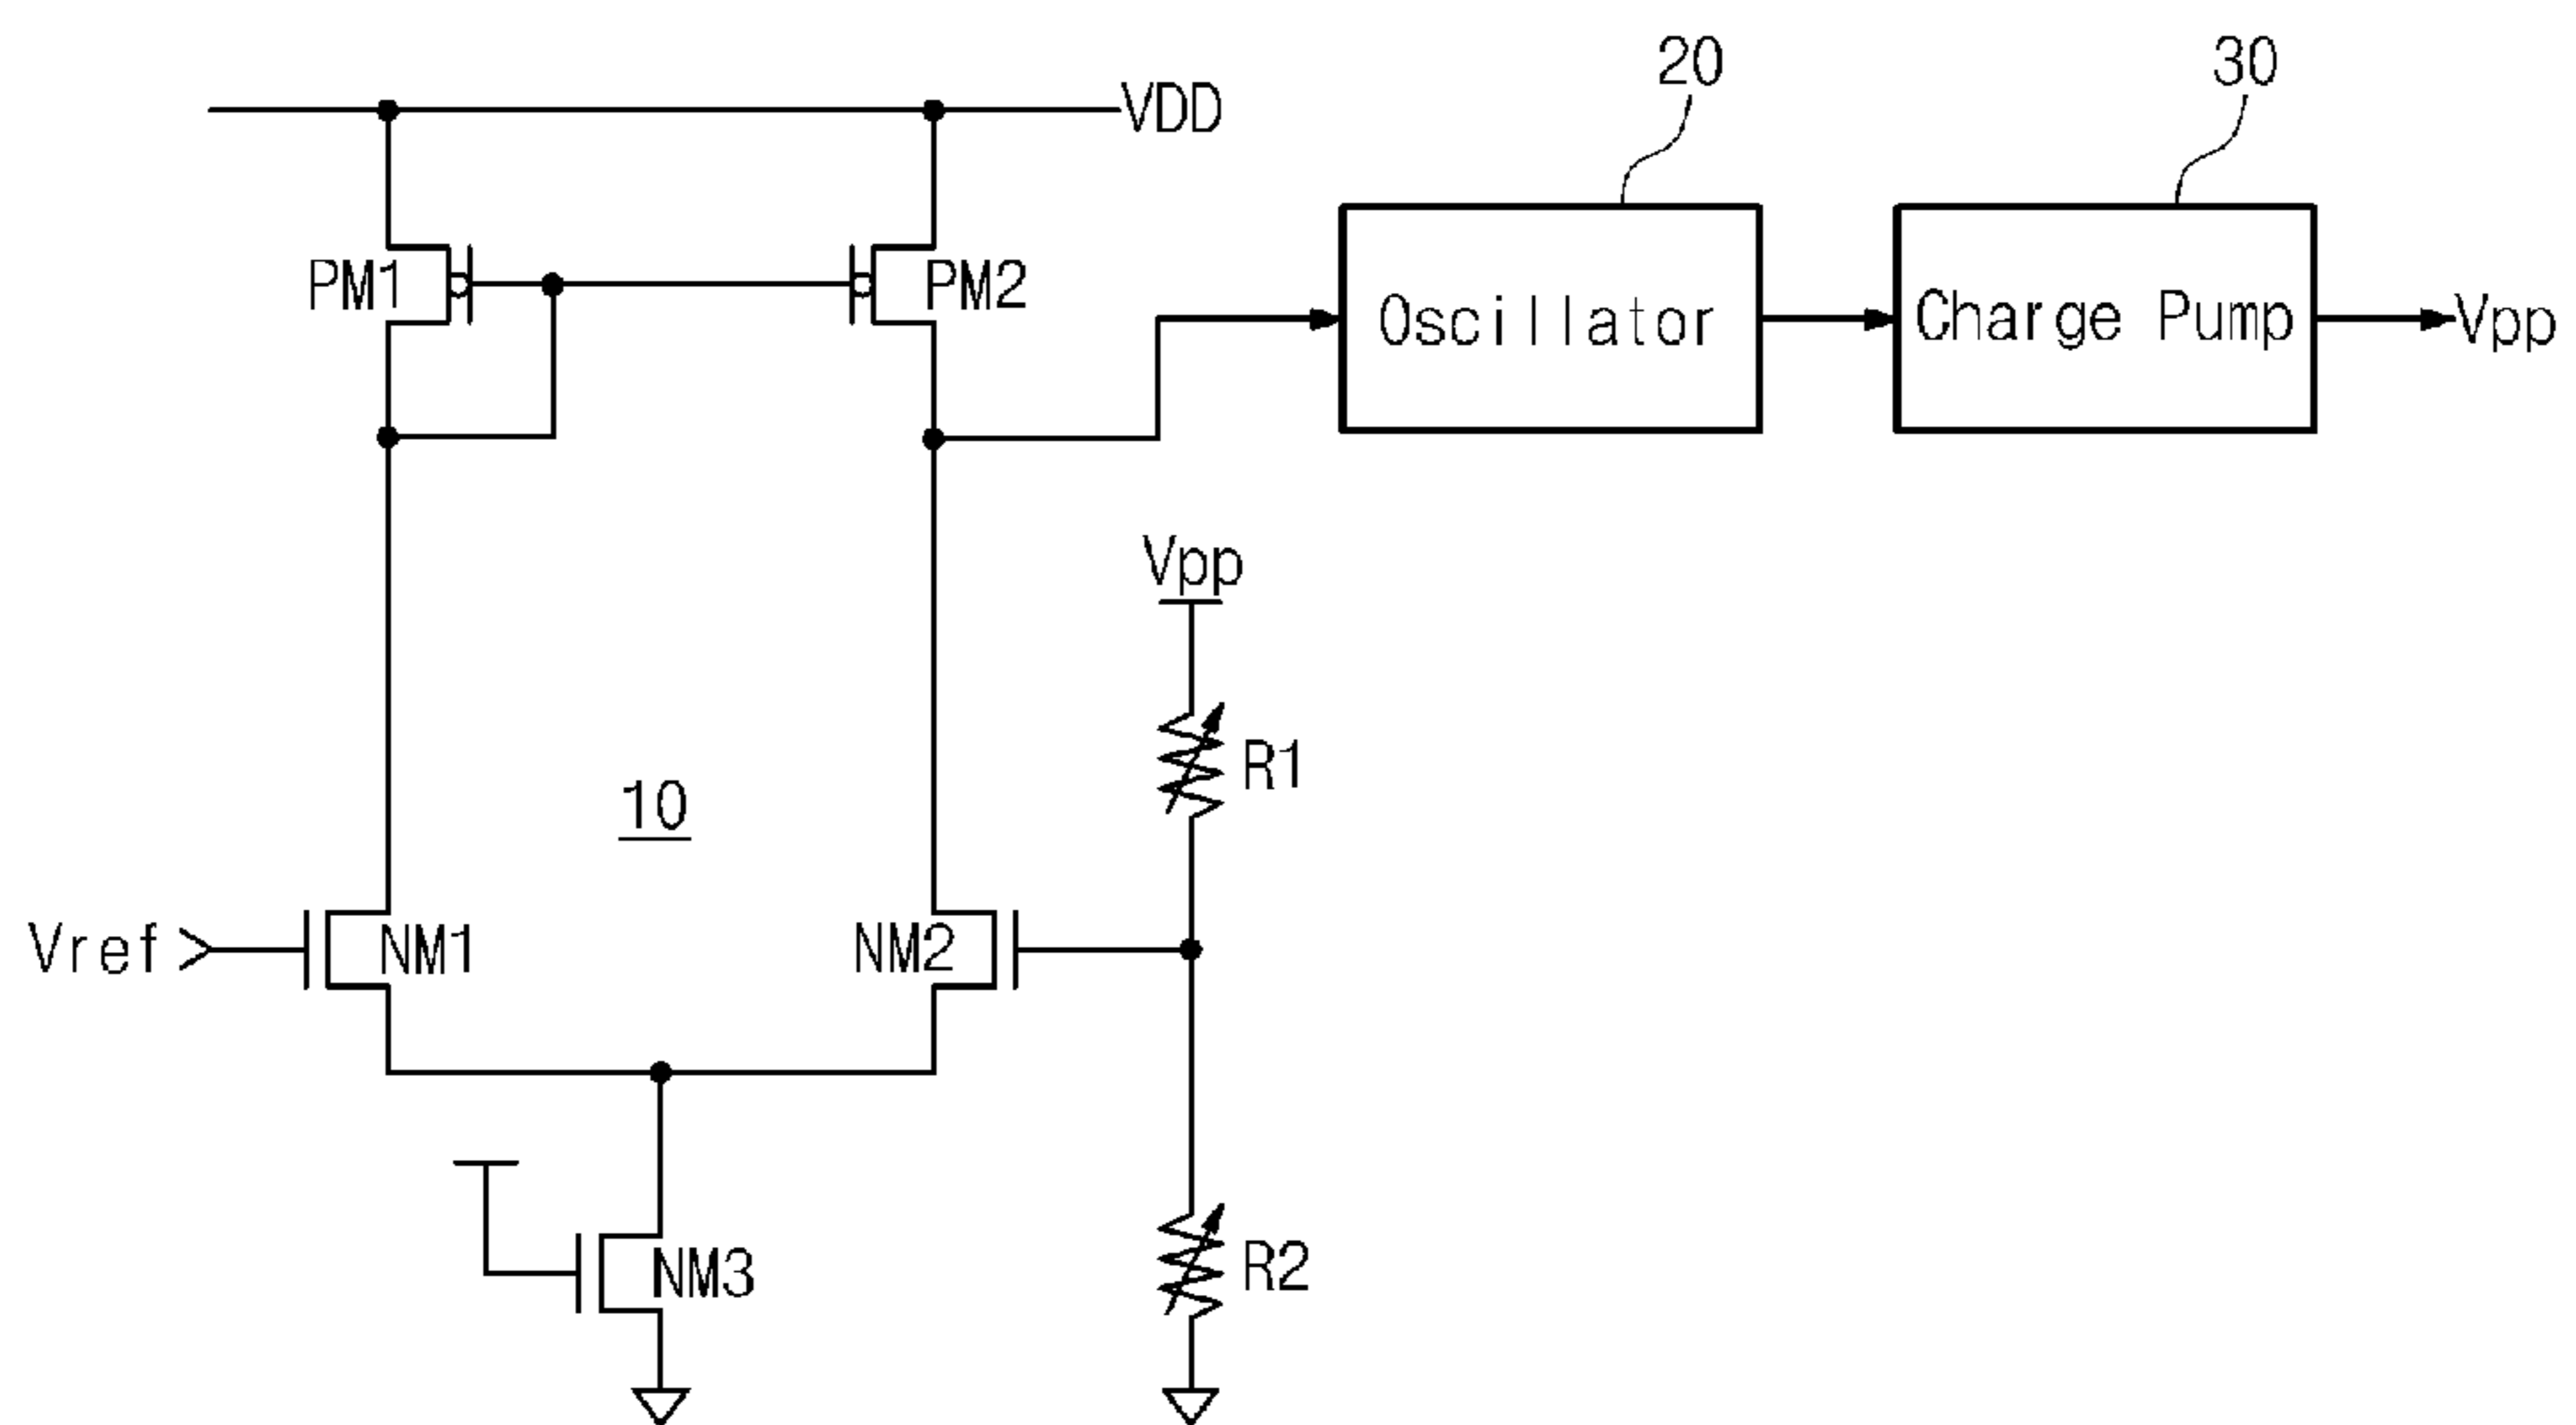 20
30
VDD
PM1
PM2
Oscillator
Charge Pump
Vpp
Vpp
R1
10
Vref
NM1
NM2
NM3
R2